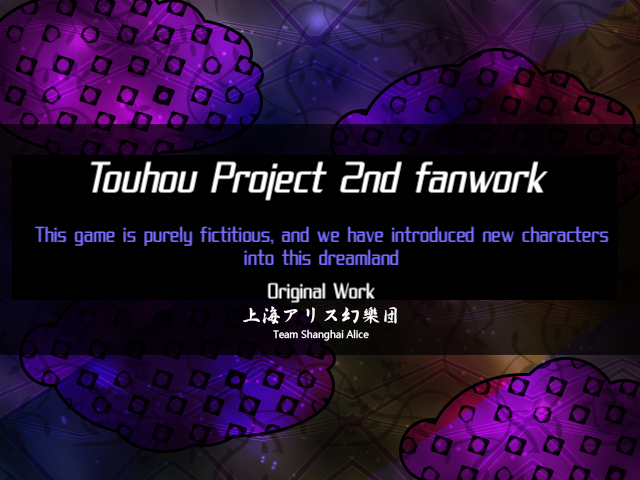 Touhou Project 2nd fanwork
This game is purely fictitious, and we have introduced new characters
into this dreamland
Original Work
上海アリス幻樂団
Team Shanghai Alice